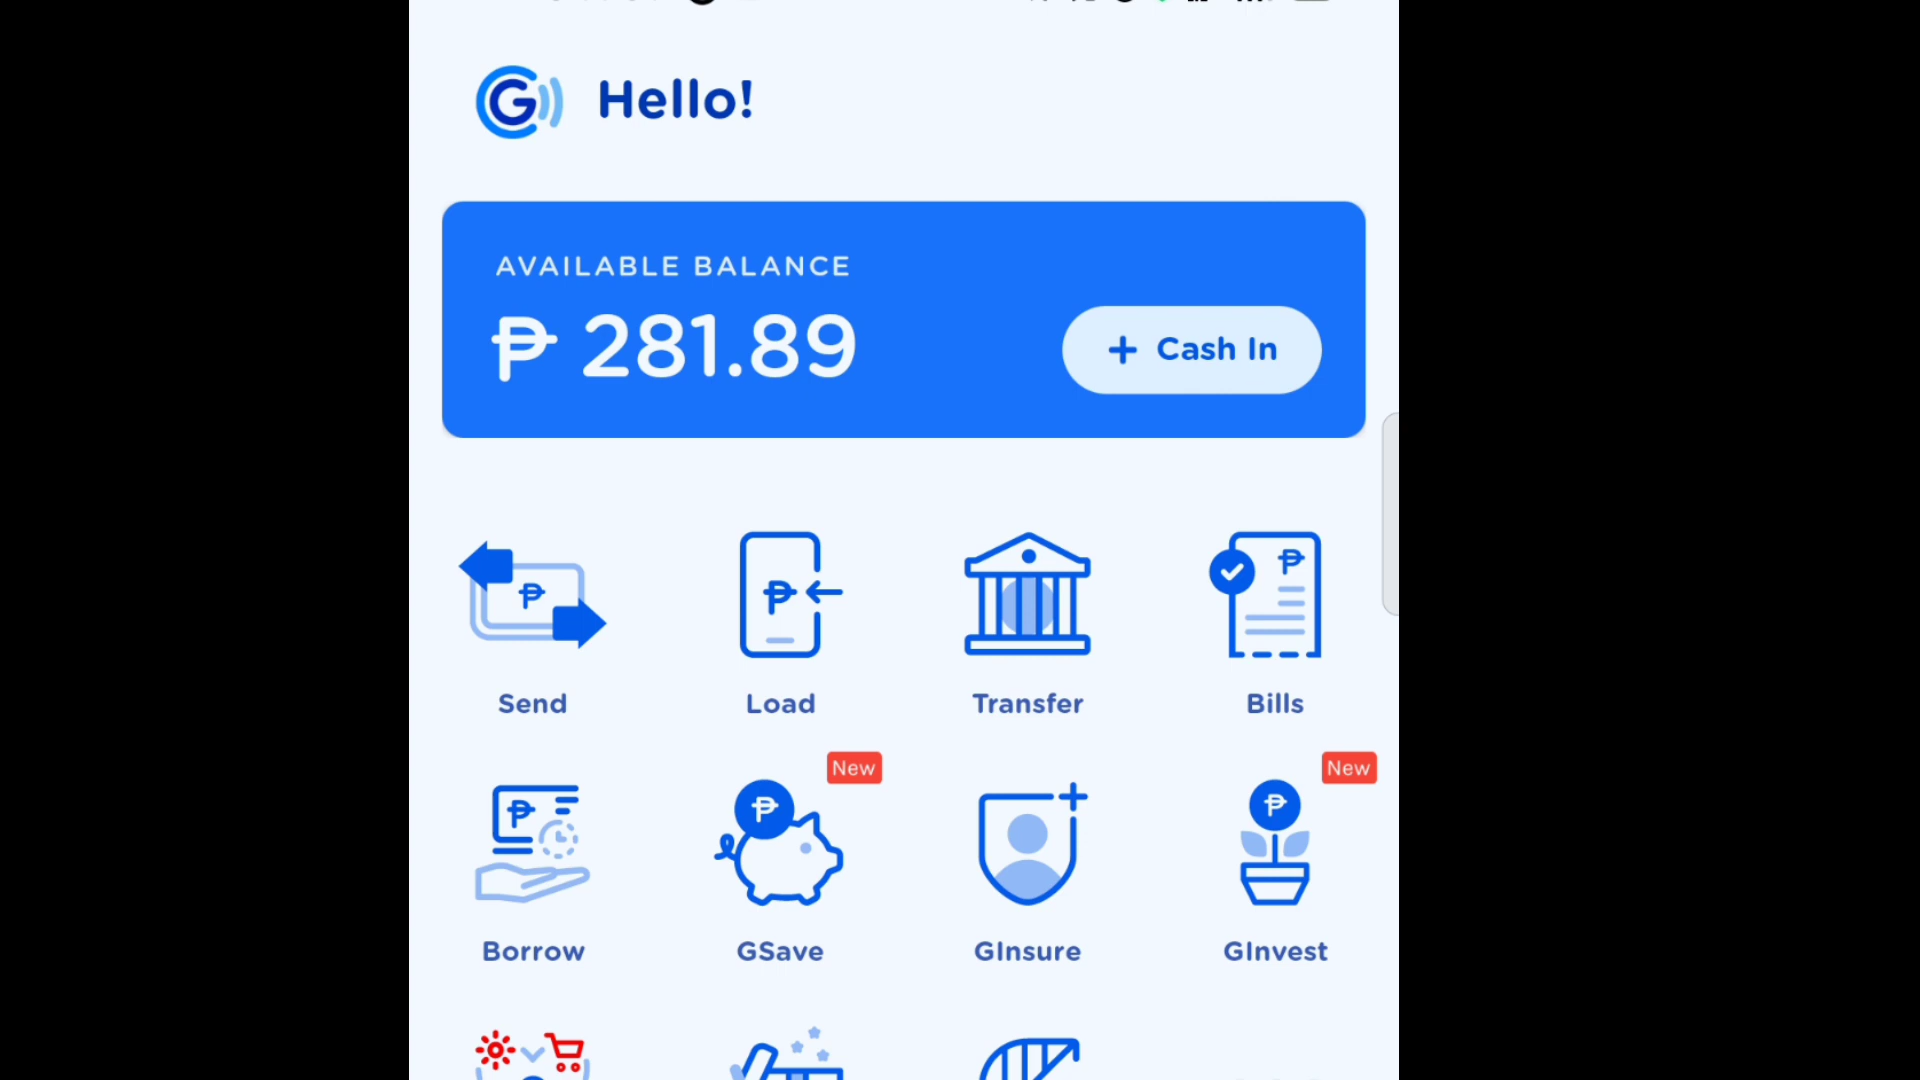 Hello!
AVAILABLE BALANCE
₱ 281.89
+ Cash In
Send
Load
Transfer
Bills
New
New
Borrow
GSave
GInsure
GInvest